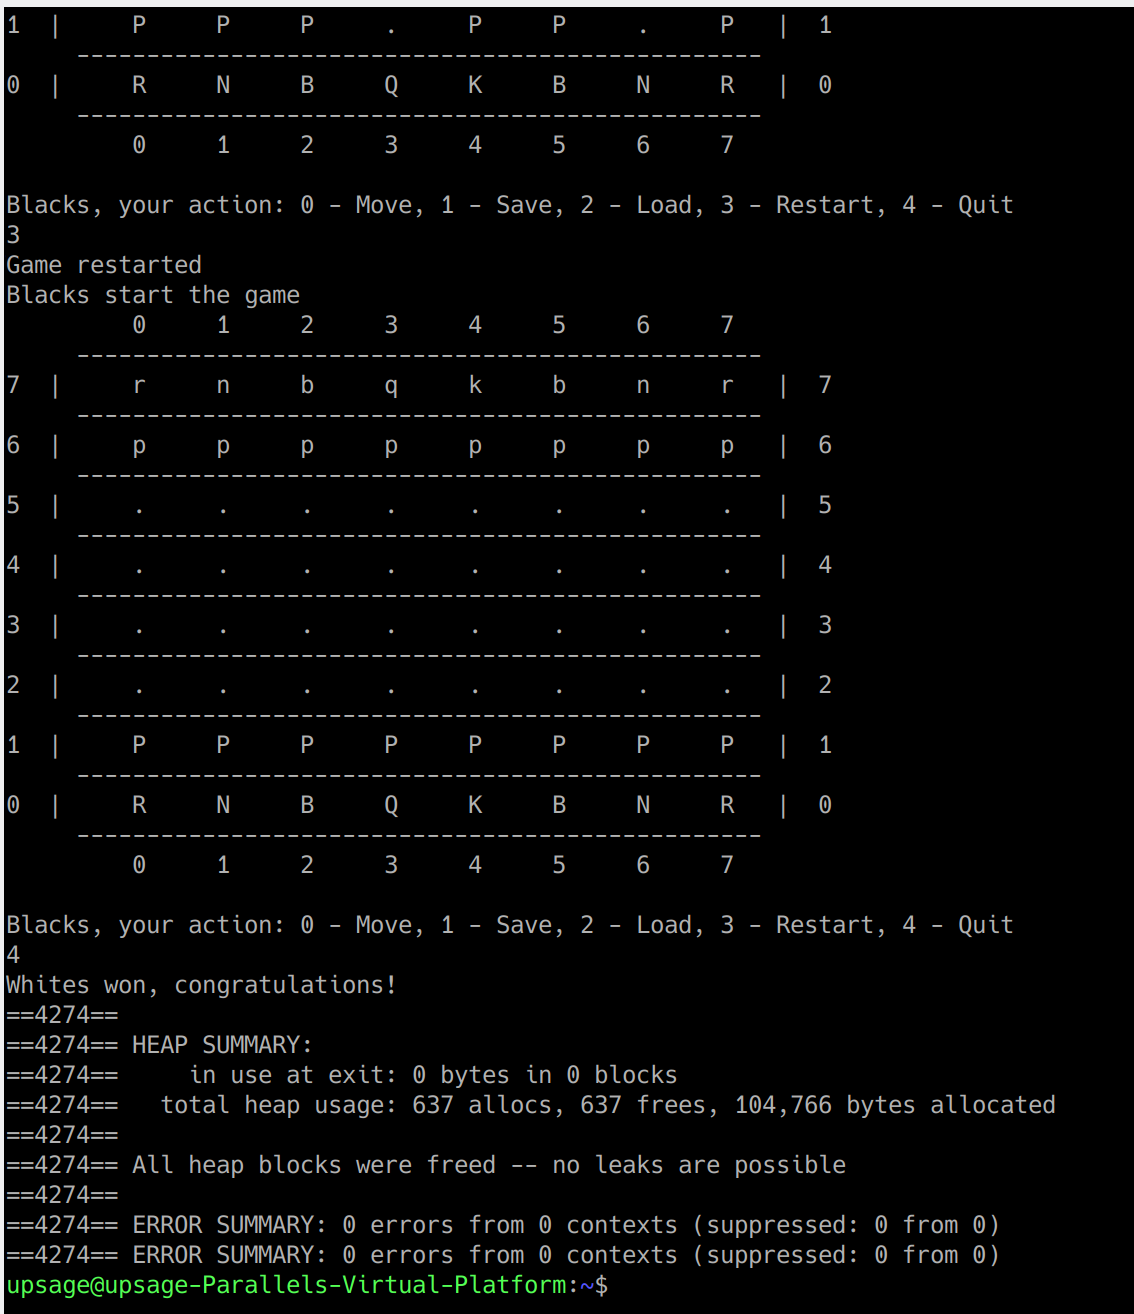 1  |     P     P     P     .     P     P     .     P   |  1
     -------------------------------------------------
0  |     R     N     B     Q     K     B     N     R   |  0
     -------------------------------------------------
         0     1     2     3     4     5     6     7

Blacks, your action: 0 - Move, 1 - Save, 2 - Load, 3 - Restart, 4 - Quit
3
Game restarted
Blacks start the game
         0     1     2     3     4     5     6     7
     -------------------------------------------------
7  |     r     n     b     q     k     b     n     r   |  7
     -------------------------------------------------
6  |     p     p     p     p     p     p     p     p   |  6
     -------------------------------------------------
5  |     .     .     .     .     .     .     .     .   |  5
     -------------------------------------------------
4  |     .     .     .     .     .     .     .     .   |  4
     -------------------------------------------------
3  |     .     .     .     .     .     .     .     .   |  3
     -------------------------------------------------
2  |     .     .     .     .     .     .     .     .   |  2
     -------------------------------------------------
1  |     P     P     P     P     P     P     P     P   |  1
     -------------------------------------------------
0  |     R     N     B     Q     K     B     N     R   |  0
     -------------------------------------------------
         0     1     2     3     4     5     6     7

Blacks, your action: 0 - Move, 1 - Save, 2 - Load, 3 - Restart, 4 - Quit
4
Whites won, congratulations!
==4274==
==4274== HEAP SUMMARY:
==4274==     in use at exit: 0 bytes in 0 blocks
==4274==   total heap usage: 637 allocs, 637 frees, 104,766 bytes allocated
==4274==
==4274== All heap blocks were freed -- no leaks are possible
==4274==
==4274== ERROR SUMMARY: 0 errors from 0 contexts (suppressed: 0 from 0)
==4274== ERROR SUMMARY: 0 errors from 0 contexts (suppressed: 0 from 0)
upsage@upsage-Parallels-Virtual-Platform:~$